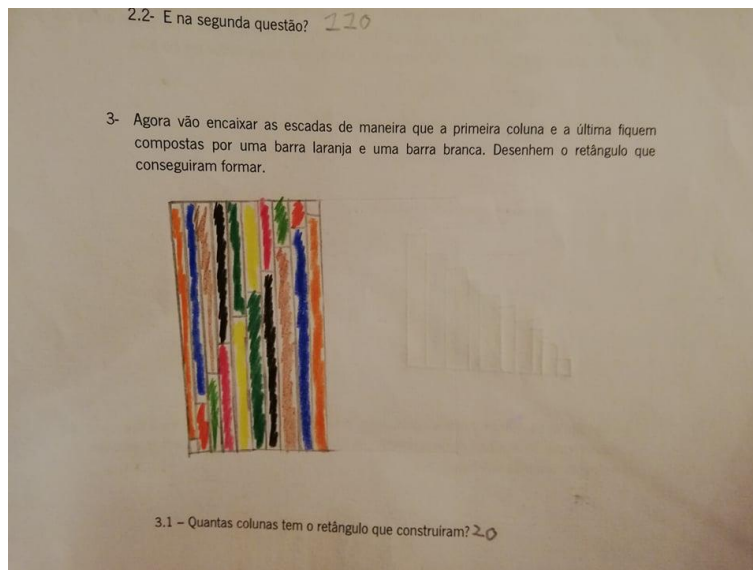 2.2- E na segunda questão? 110
3- Agora vão encaixar as escadas de maneira que a primeira coluna e a última fiquem
compostas por uma barra laranja e uma barra branca. Desenhem o retângulo que
conseguiram formar.
3.1 – Quantas colunas tem o retângulo que construíram? 20